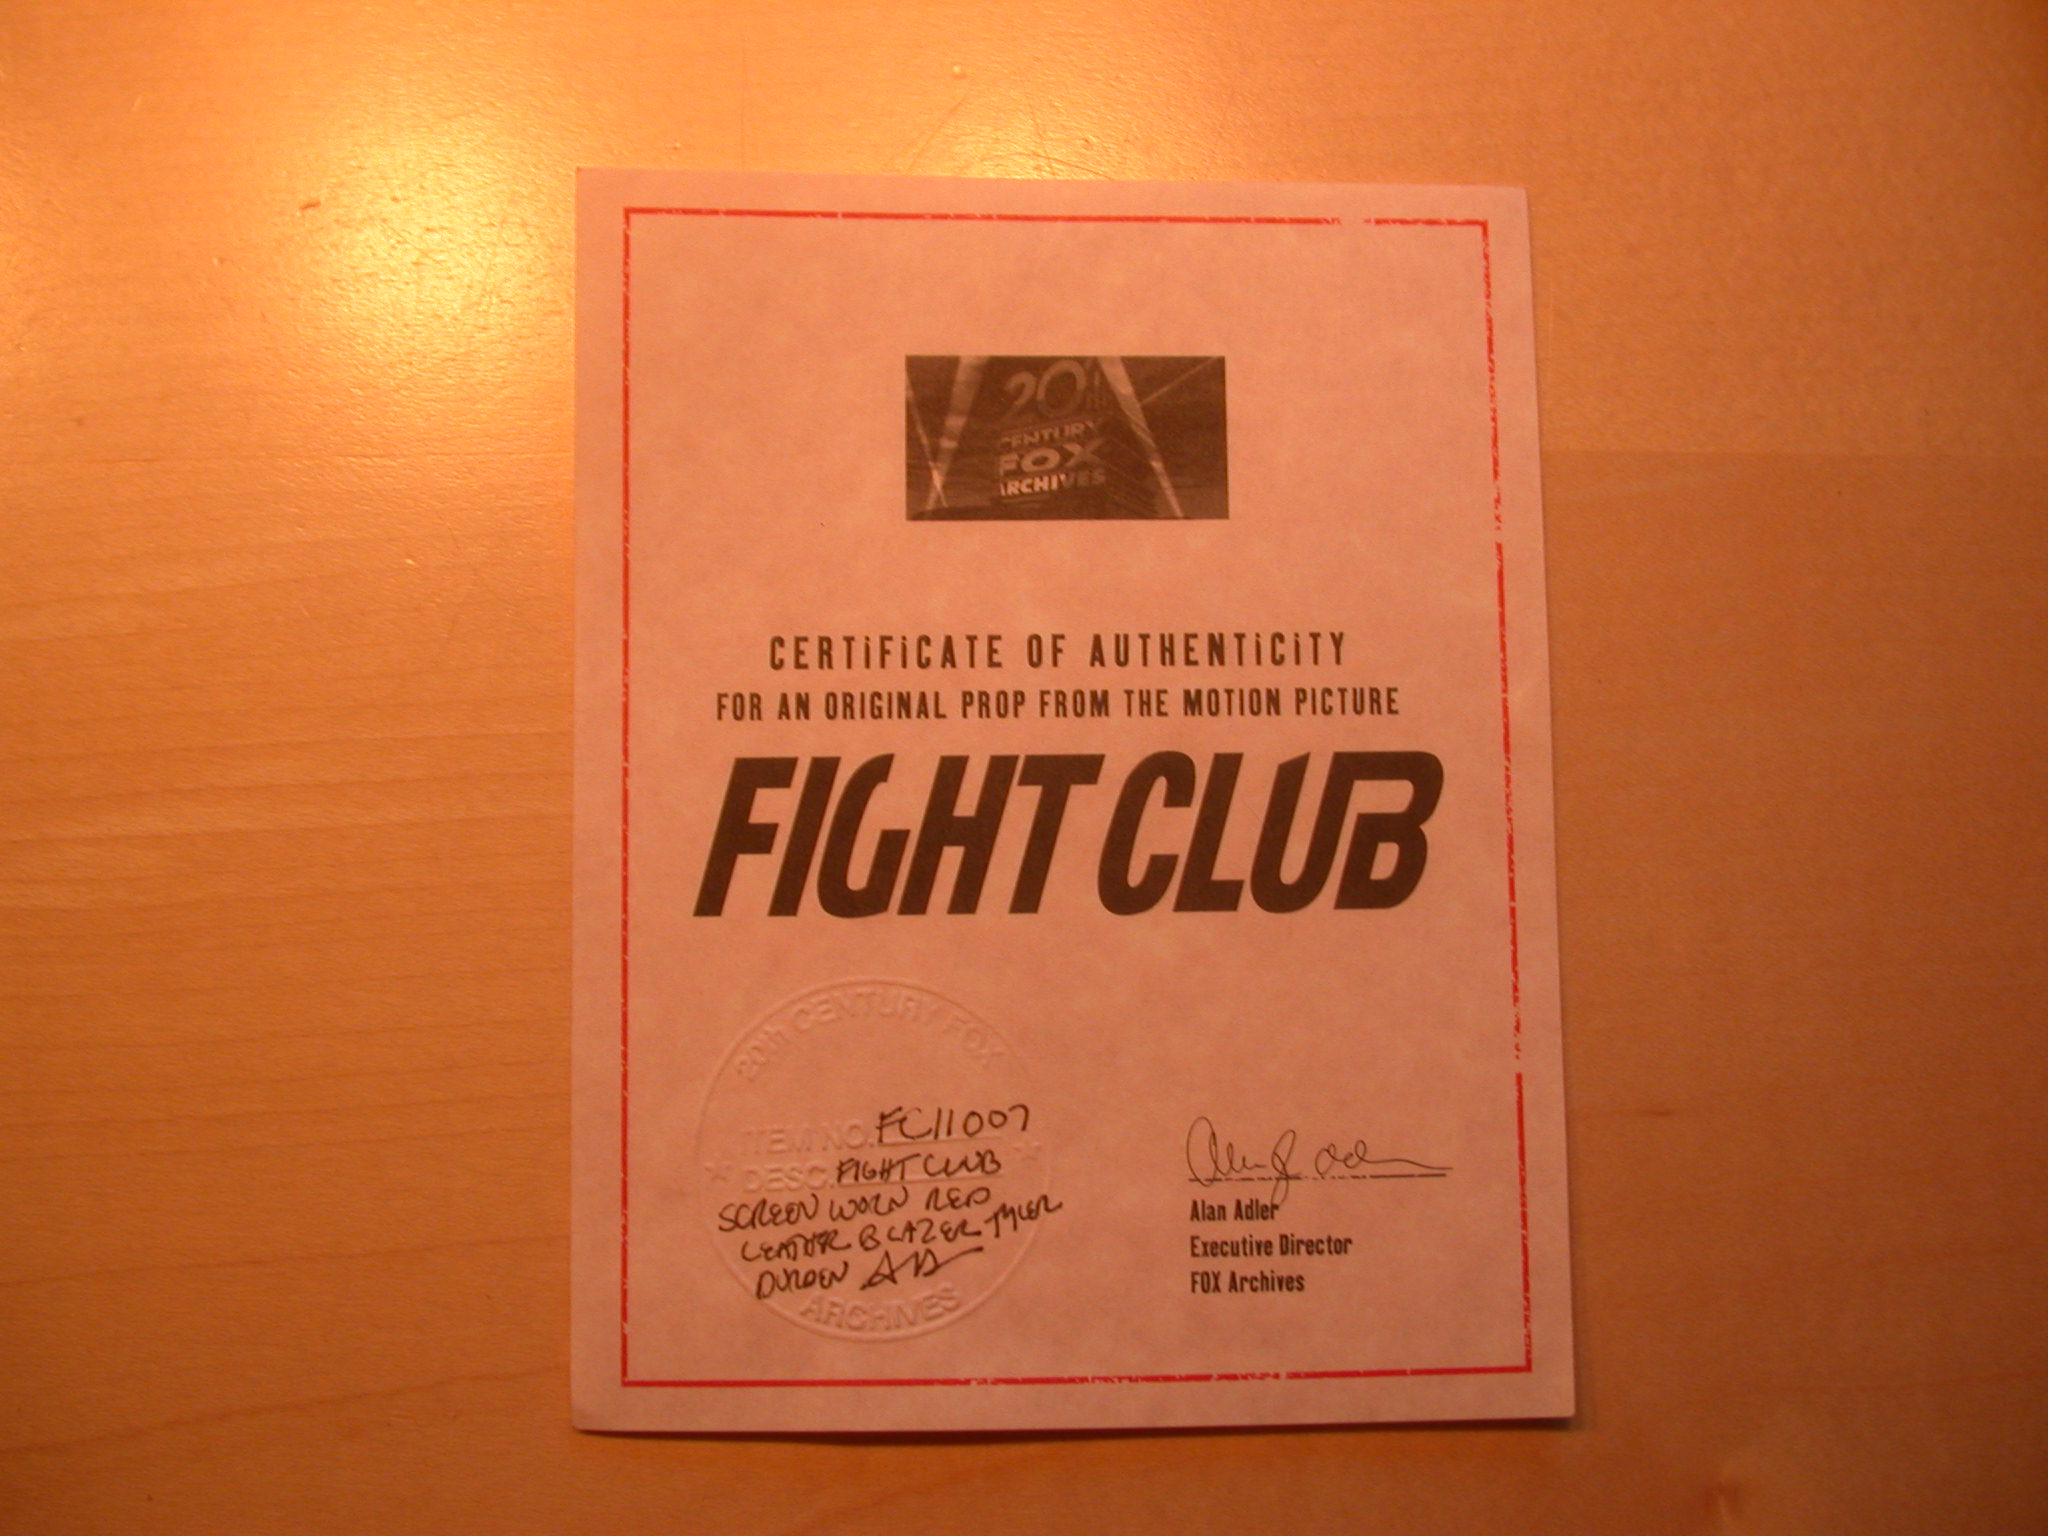 20th
CENTURY
FOX
ARCHIVES
CERTiFiCATE OF AUTHENTiCiTY
FOR AN ORIGINAL PROP FROM THE MOTION PICTURE
FIGHT CLUB
20th CENTURY FOX
ITEM NO. FC11007
DESC. FIGHT CLUB
SCREEN WORN RED
LEATHER BLAZER TYLER
DURDEN
ARCHIVES
Alan Adler
Executive Director
FOX Archives